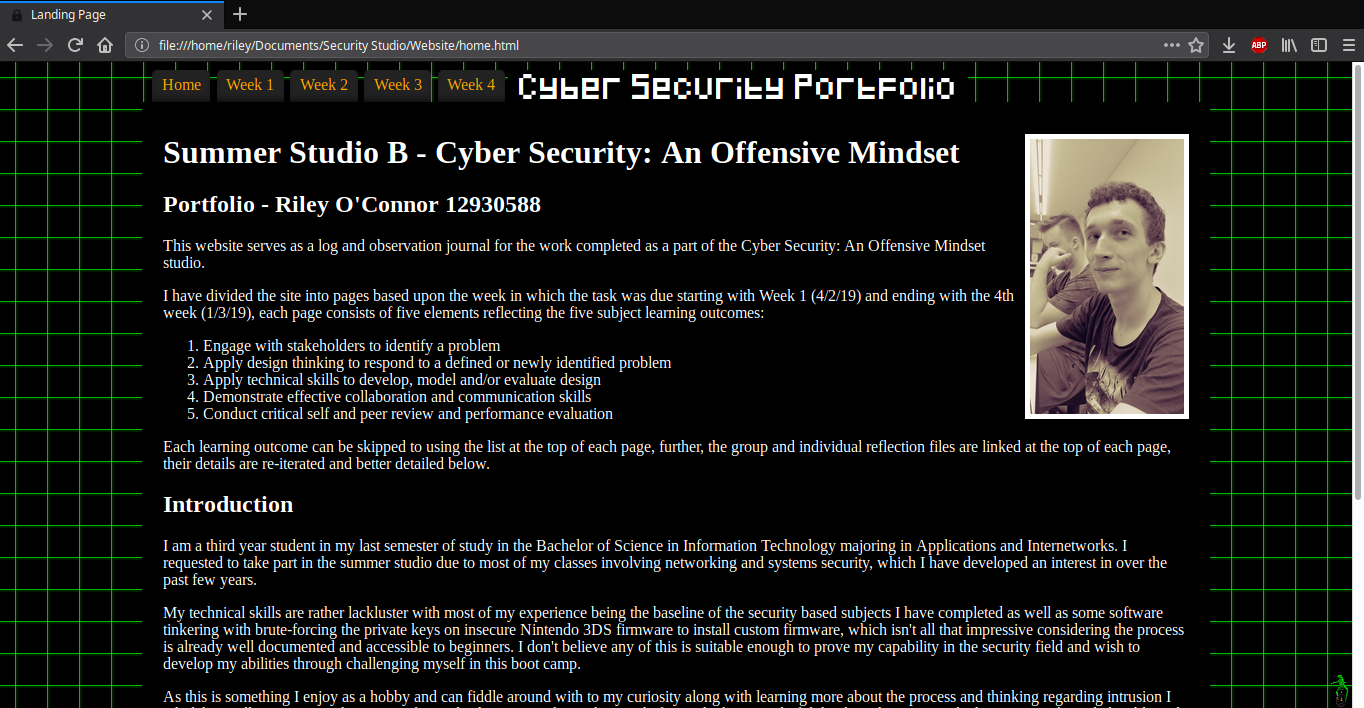 Landing Page
file:///home/riley/Documents/Security Studio/Website/home.html
ABP
Home Week 1 Week 2 Week 3 Week 4 Cyber Security Portfolio
Summer Studio B - Cyber Security: An Offensive Mindset
Portfolio - Riley O'Connor 12930588
This website serves as a log and observation journal for the work completed as a part of the Cyber Security: An Offensive Mindset
studio.
I have divided the site into pages based upon the week in which the task was due starting with Week 1 (4/2/19) and ending with the 4th
week (1/3/19), each page consists of five elements reflecting the five subject learning outcomes:
1. Engage with stakeholders to identify a problem
2. Apply design thinking to respond to a defined or newly identified problem
3. Apply technical skills to develop, model and/or evaluate design
4. Demonstrate effective collaboration and communication skills
5. Conduct critical self and peer review and performance evaluation
Each learning outcome can be skipped to using the list at the top of each page, further, the group and individual reflection files are linked at the top of each page,
their details are re-iterated and better detailed below.
Introduction
I am a third year student in my last semester of study in the Bachelor of Science in Information Technology majoring in Applications and Internetworks. I
requested to take part in the summer studio due to most of my classes involving networking and systems security, which I have developed an interest in over the
past few years.
My technical skills are rather lackluster with most of my experience being the baseline of the security based subjects I have completed as well as some software
tinkering with brute-forcing the private keys on insecure Nintendo 3DS firmware to install custom firmware, which isn't all that impressive considering the process
is already well documented and accessible to beginners. I don't believe any of this is suitable enough to prove my capability in the security field and wish to
develop my abilities through challenging myself in this boot camp.
As this is something I enjoy as a hobby and can fiddle around with to my curiosity along with learning more about the process and thinking regarding intrusion I